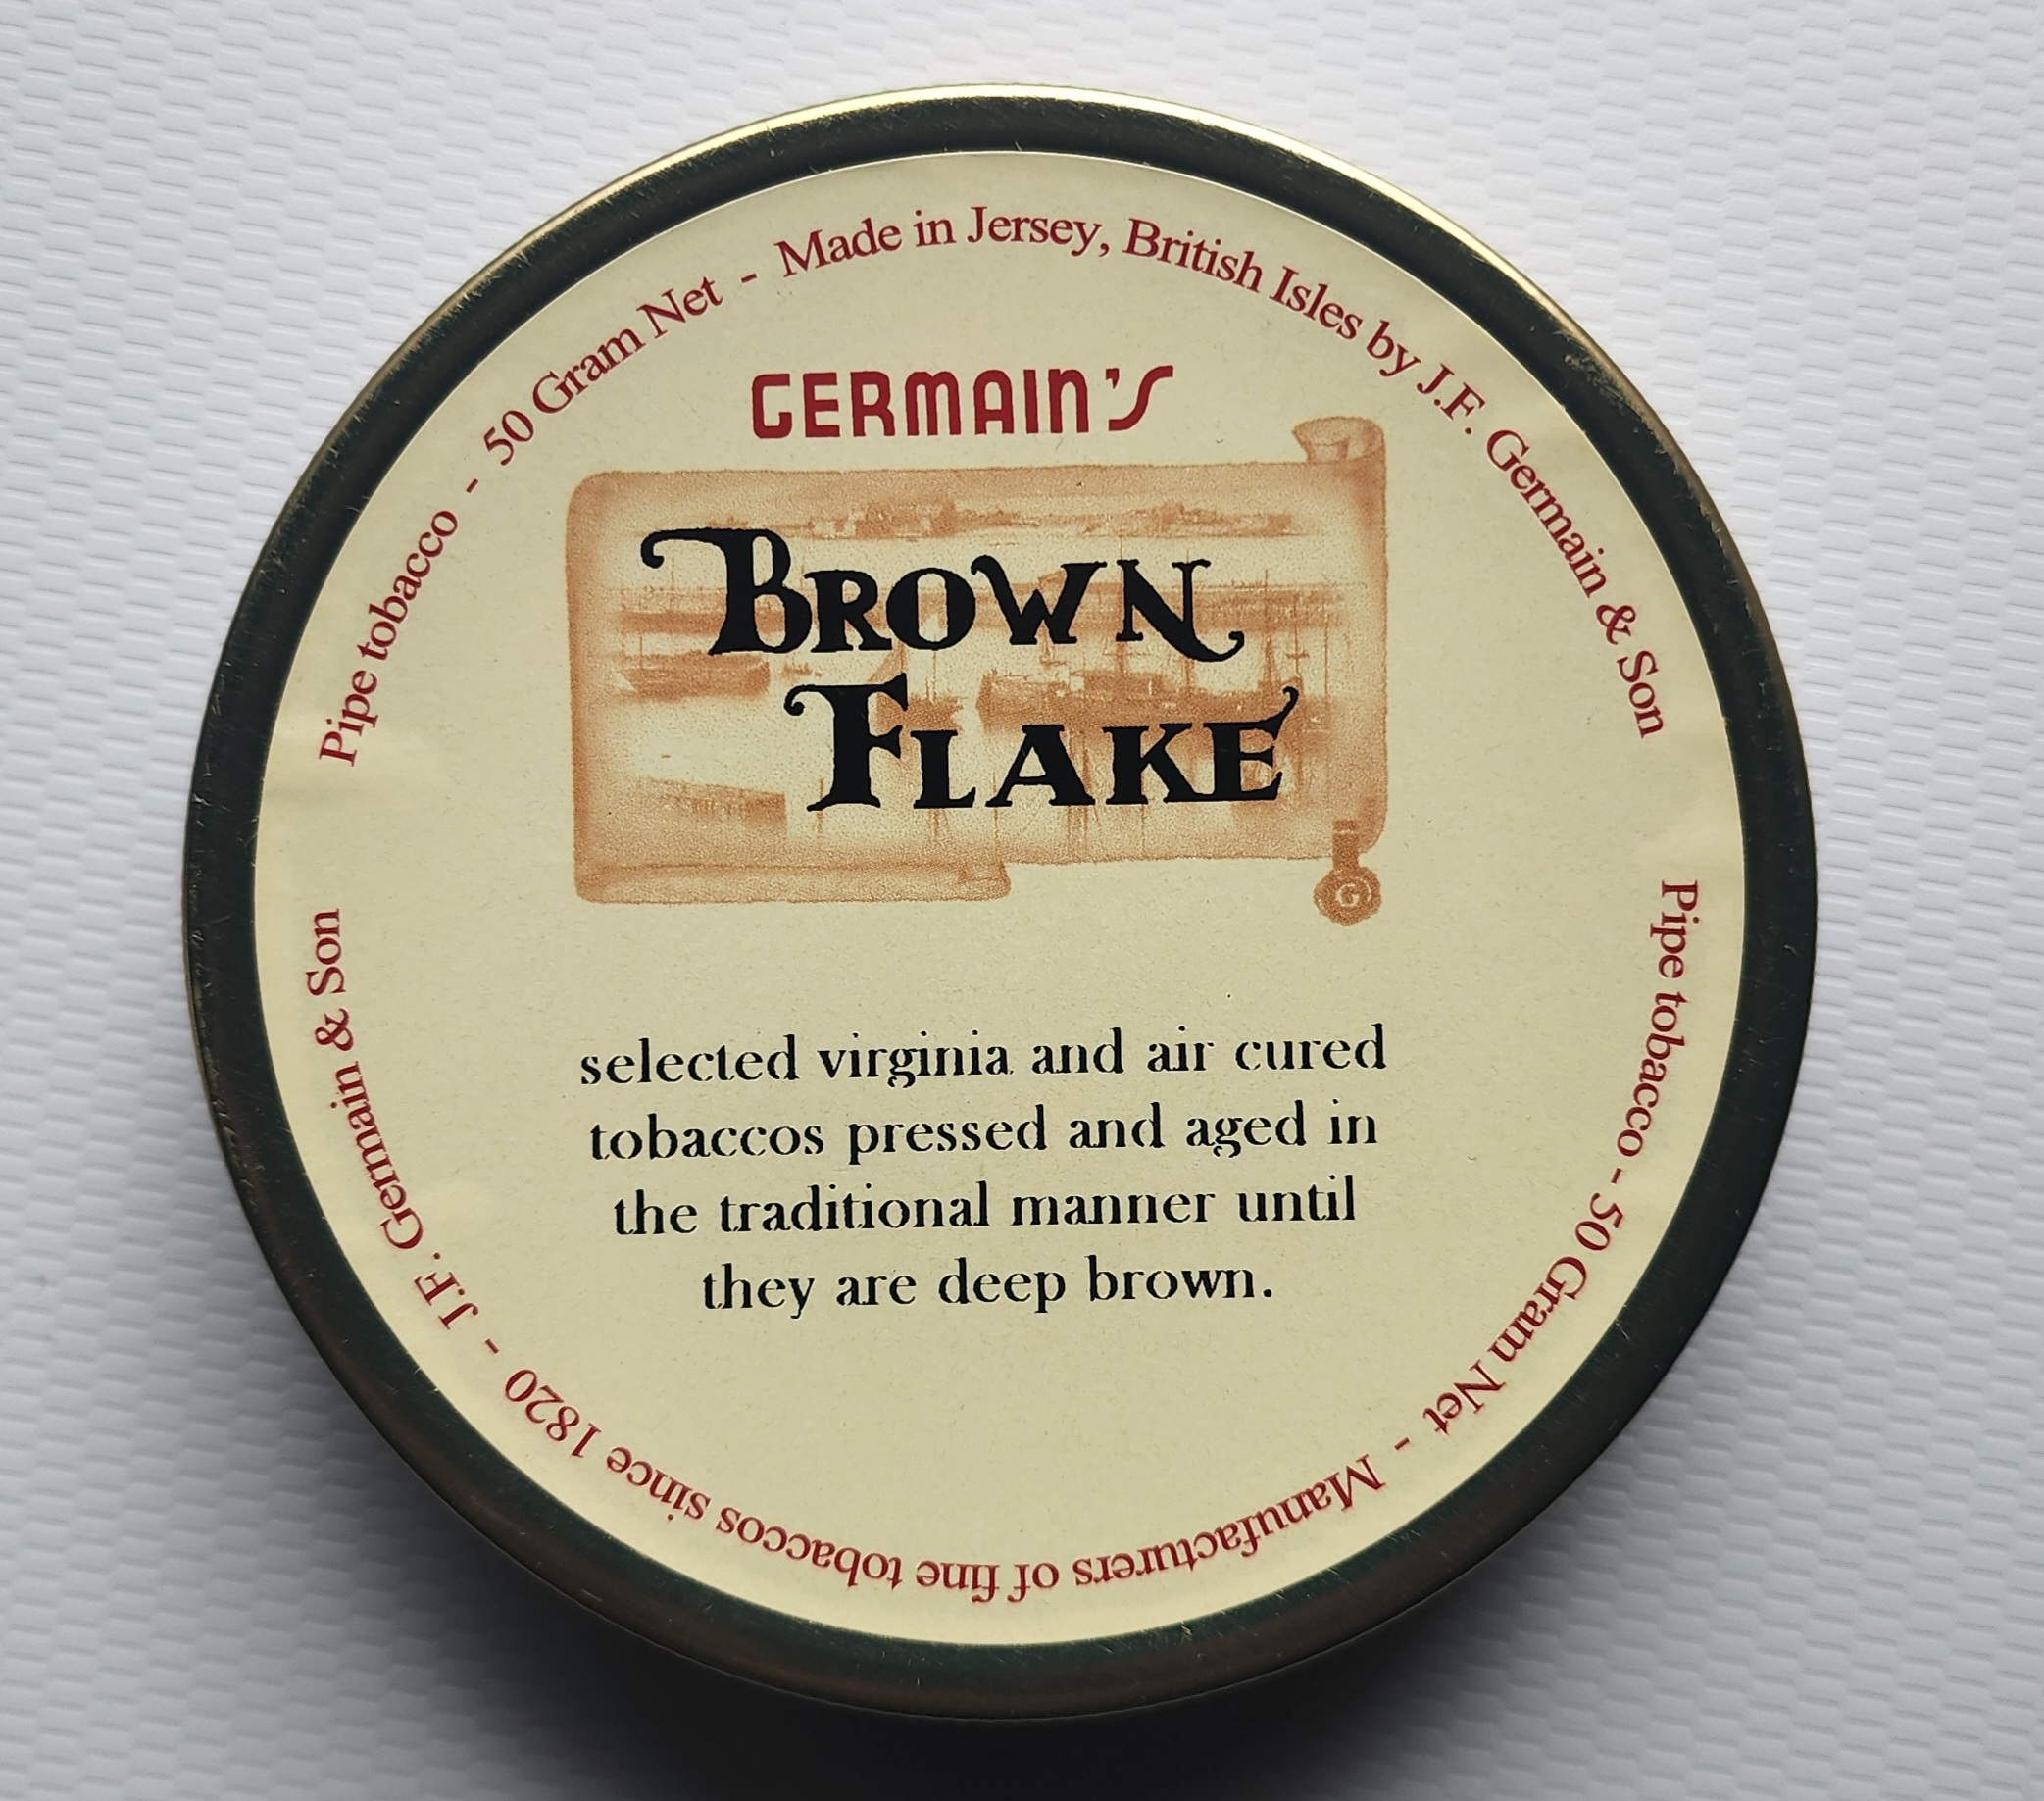 Pipe tobacco - 50 Gram Net - Made in Jersey, British Isles by J.F. Germain & Son
GERMAIN'S
BROWN
FLAKE
G
selected virginia and air cured
tobaccos pressed and aged in
the traditional manner until
they are deep brown.
Pipe tobacco - 50 Gram Net - Manufacturers of fine tobaccos since 1820 - J.F. Germain & Son